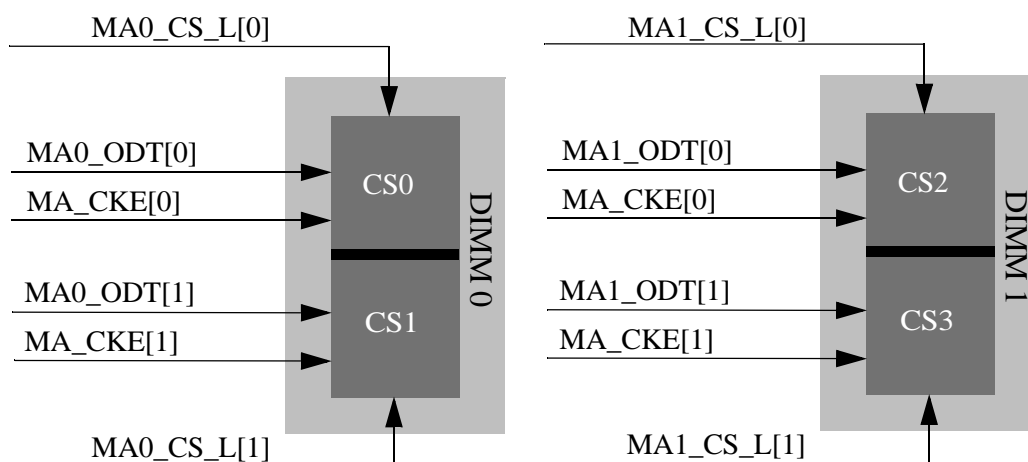 MA0_CS_L[0]
MA0_ODT[0]
MA_CKE[0]
MA0_ODT[1]
MA_CKE[1]
MA0_CS_L[1]
CS0
CS1
DIMM 0
MA1_CS_L[0]
MA1_ODT[0]
MA_CKE[0]
MA1_ODT[1]
MA_CKE[1]
MA1_CS_L[1]
CS2
CS3
DIMM 1